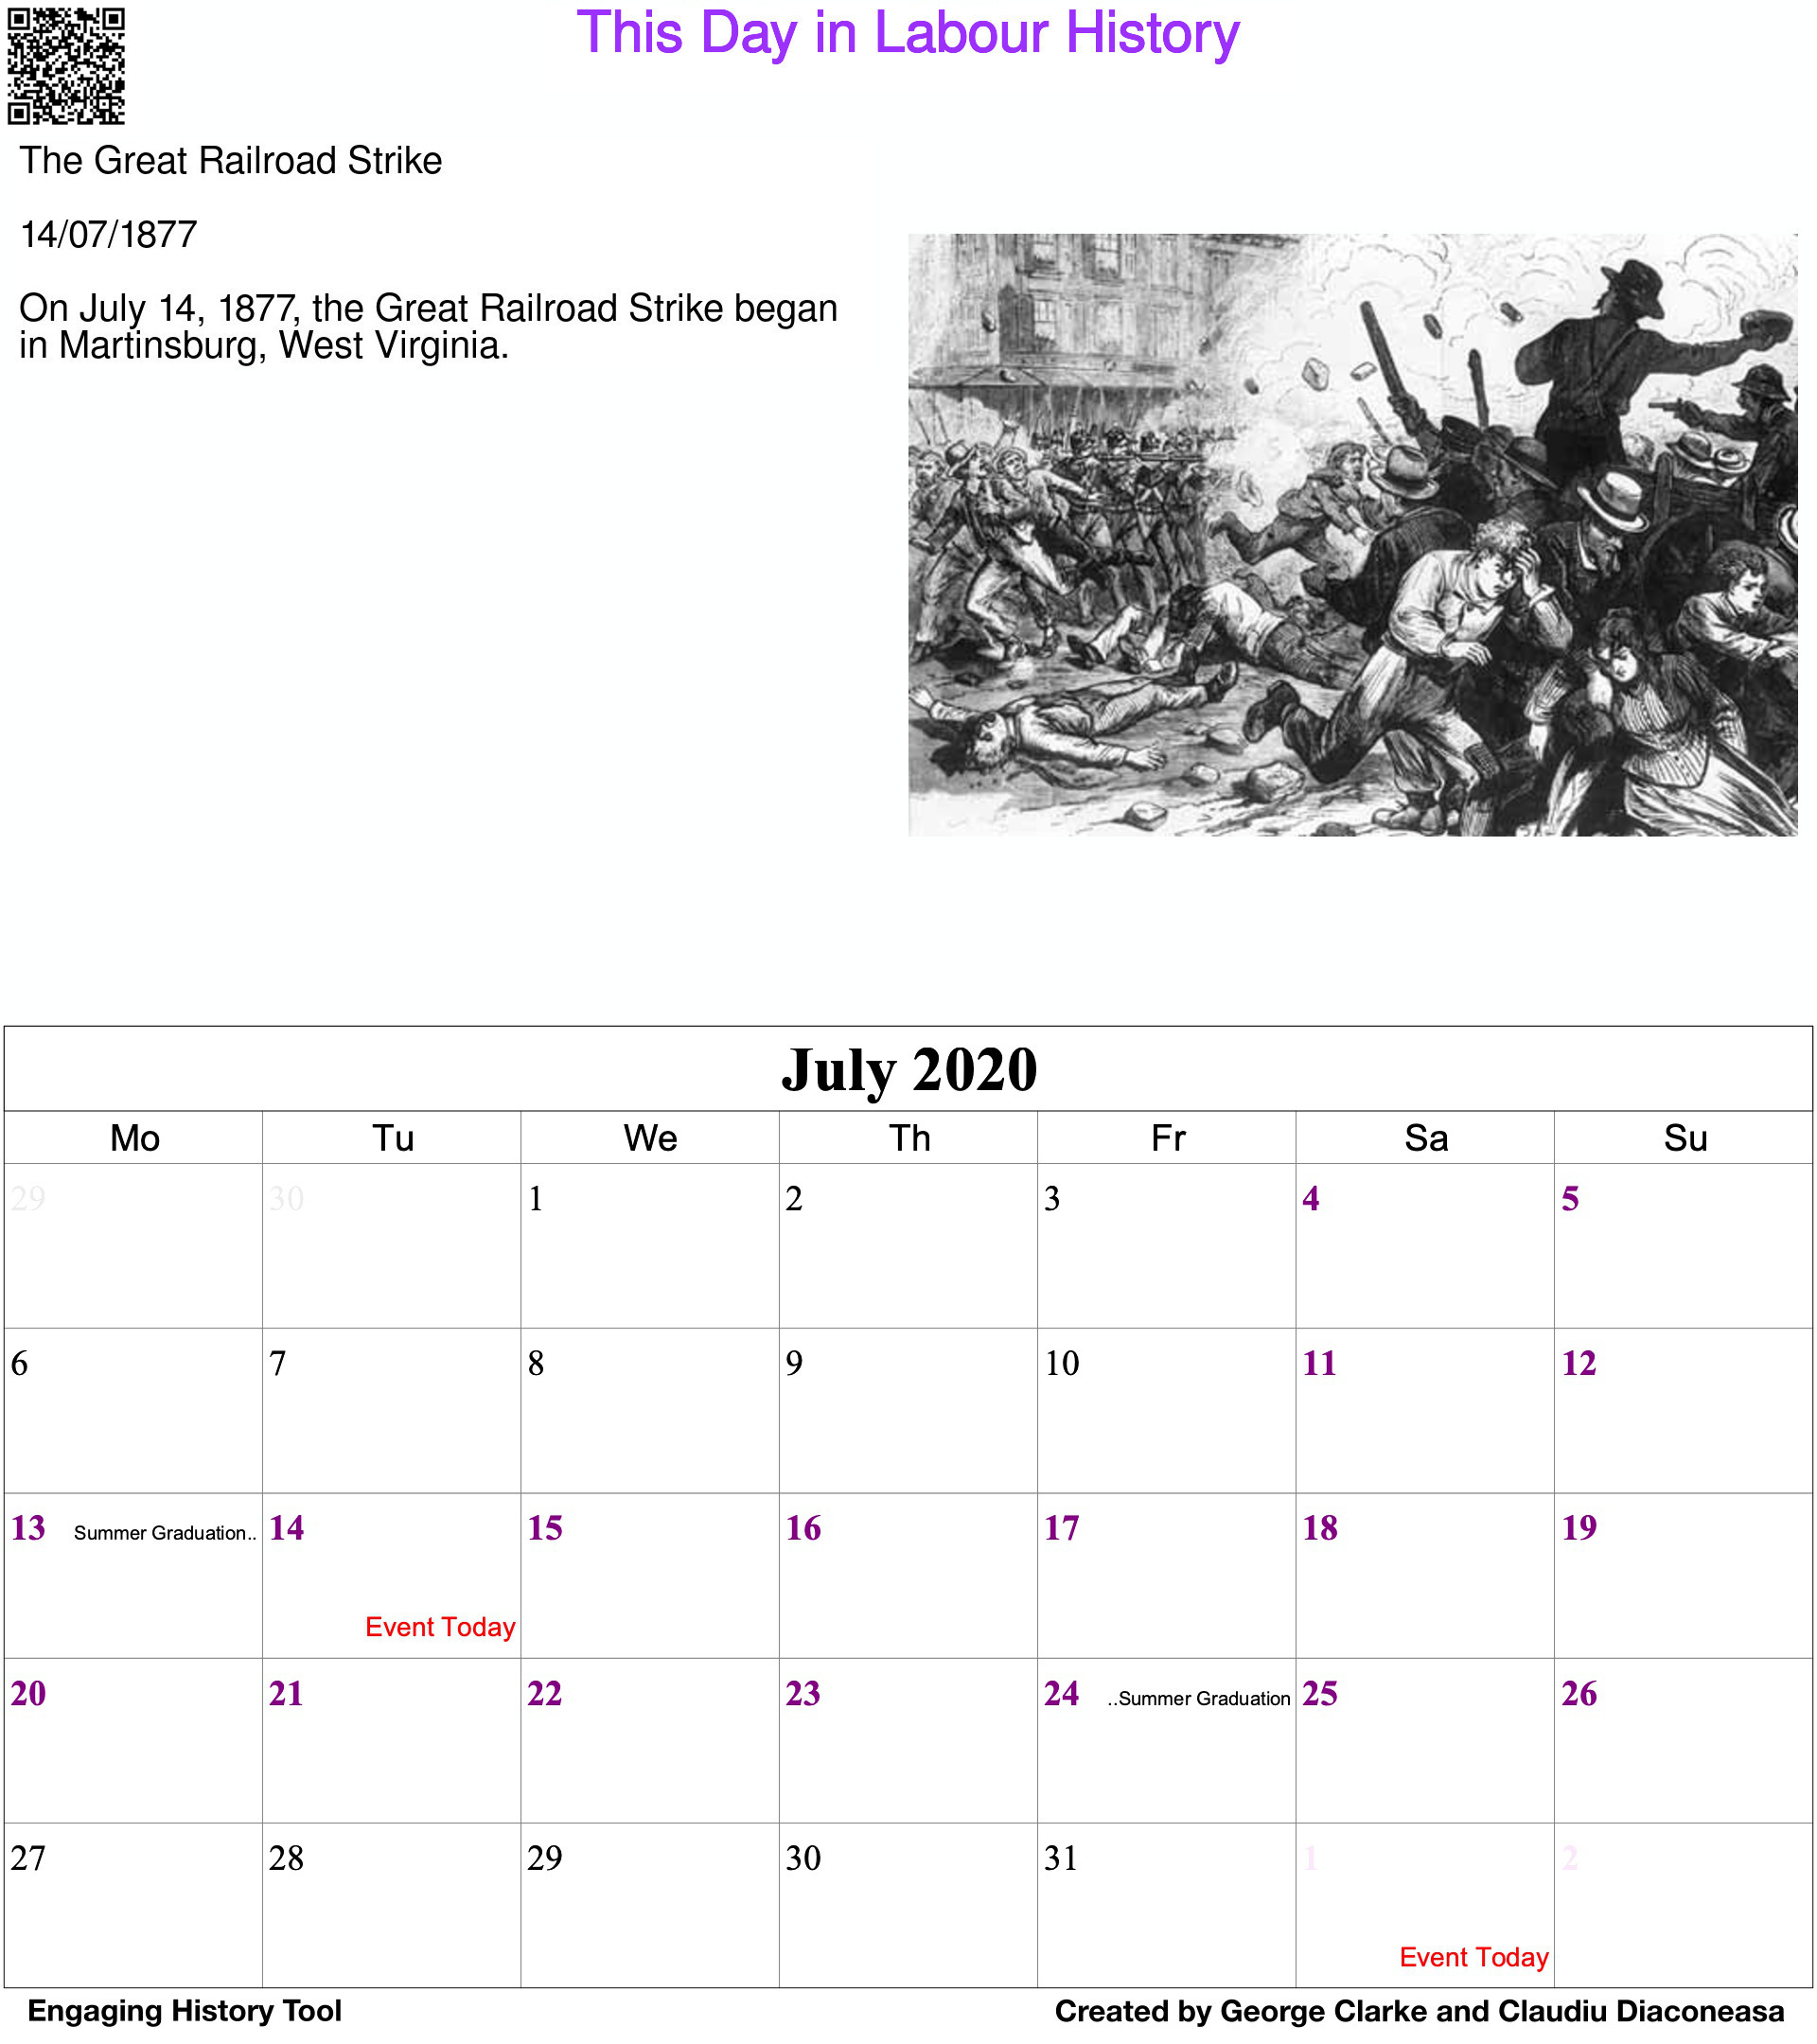 This Day in Labour History
The Great Railroad Strike
14/07/1877
On July 14, 1877, the Great Railroad Strike began
in Martinsburg, West Virginia.
July 2020
Mo Tu We Th Fr Sa Su
29 30 1 2 3 4 5
6 7 8 9 10 11 12
13 Summer Graduation.. 14 15 16 17 18 19
Event Today
20 21 22 23 24 ..Summer Graduation 25 26
27 28 29 30 31 1 2
Event Today
Engaging History Tool
Created by George Clarke and Claudiu Diaconeasa